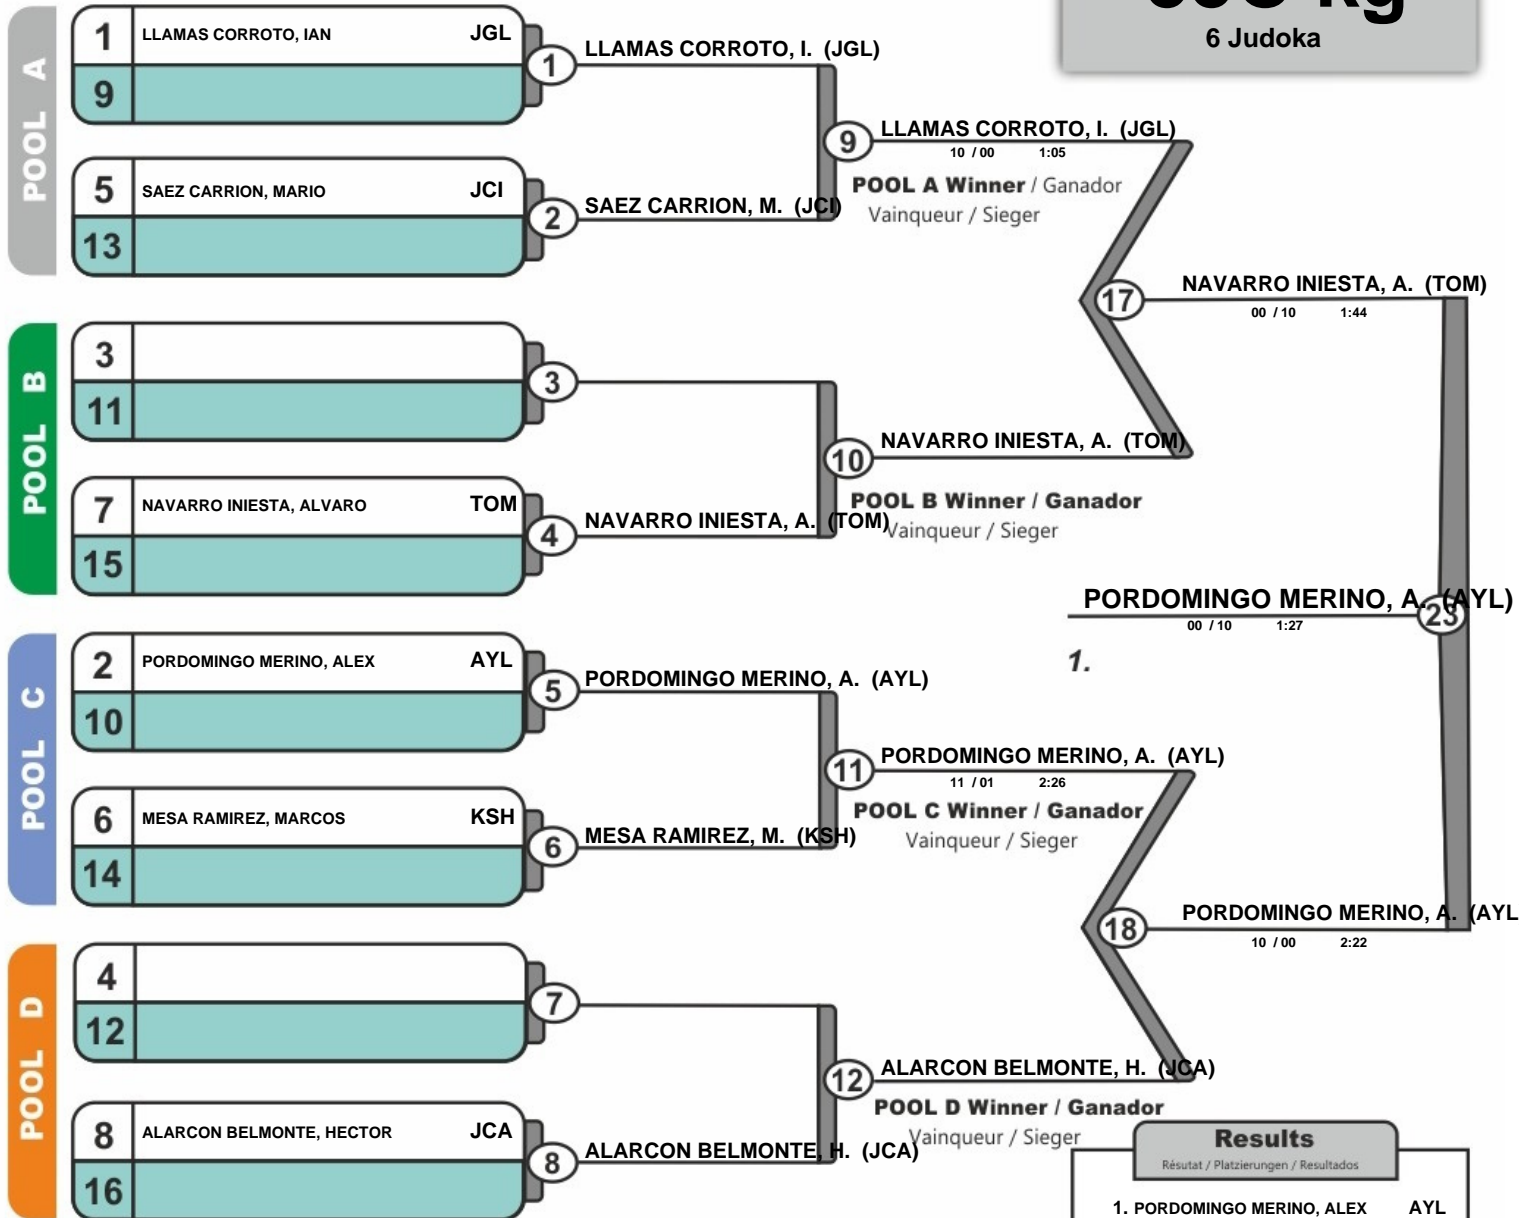 6 Judoka
POOL A
1 LLAMAS CORROTO, IAN JGL
9
1
LLAMAS CORROTO, I. (JGL)
5 SAEZ CARRION, MARIO JCI
13
2
SAEZ CARRION, M. (JCI)
9
LLAMAS CORROTO, I. (JGL)
10 / 00 1:05
POOL A Winner / Ganador
Vainqueur / Sieger
POOL B
3
11
3
7 NAVARRO INIESTA, ALVARO TOM
15
4
NAVARRO INIESTA, A. (TOM)
10
NAVARRO INIESTA, A. (TOM)
POOL B Winner / Ganador
Vainqueur / Sieger
17
NAVARRO INIESTA, A. (TOM)
00 / 10 1:44
PORDOMINGO MERINO, A. (AYL)
23
00 / 10 1:27
1.
POOL C
2 PORDOMINGO MERINO, ALEX AYL
10
5
PORDOMINGO MERINO, A. (AYL)
6 MESA RAMIREZ, MARCOS KSH
14
6
MESA RAMIREZ, M. (KSH)
11
PORDOMINGO MERINO, A. (AYL)
11 / 01 2:26
POOL C Winner / Ganador
Vainqueur / Sieger
18
PORDOMINGO MERINO, A. (AYL
10 / 00 2:22
POOL D
4
12
7
8 ALARCON BELMONTE, HECTOR JCA
16
8
ALARCON BELMONTE, H. (JCA)
12
ALARCON BELMONTE, H. (JCA)
POOL D Winner / Ganador
Vainqueur / Sieger
Results
Résutat / Platzierungen / Resultados
1. PORDOMINGO MERINO, ALEX AYL